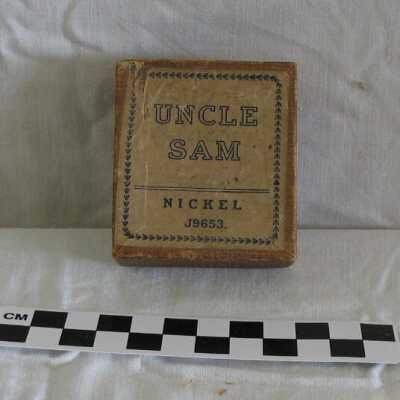 UNCLE
SAM
NICKEL
J9653.
CM